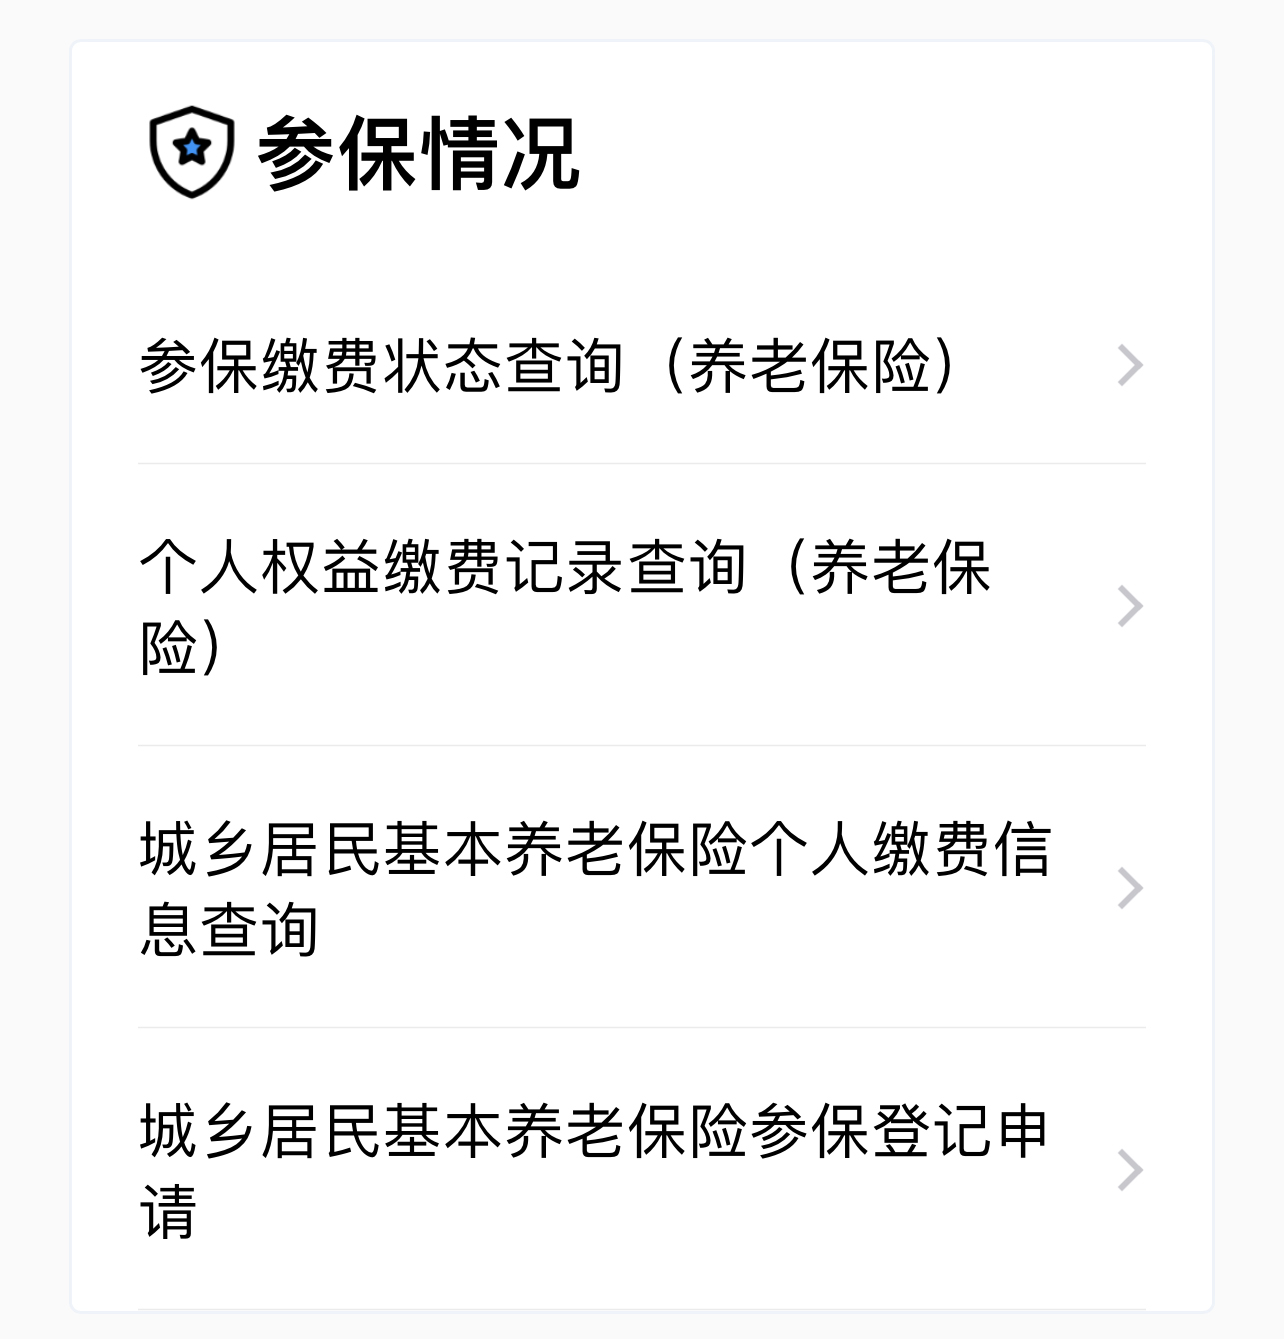 参保情况
参保缴费状态查询（养老保险）
个人权益缴费记录查询（养老保
险）
城乡居民基本养老保险个人缴费信
息查询
城乡居民基本养老保险参保登记申
请